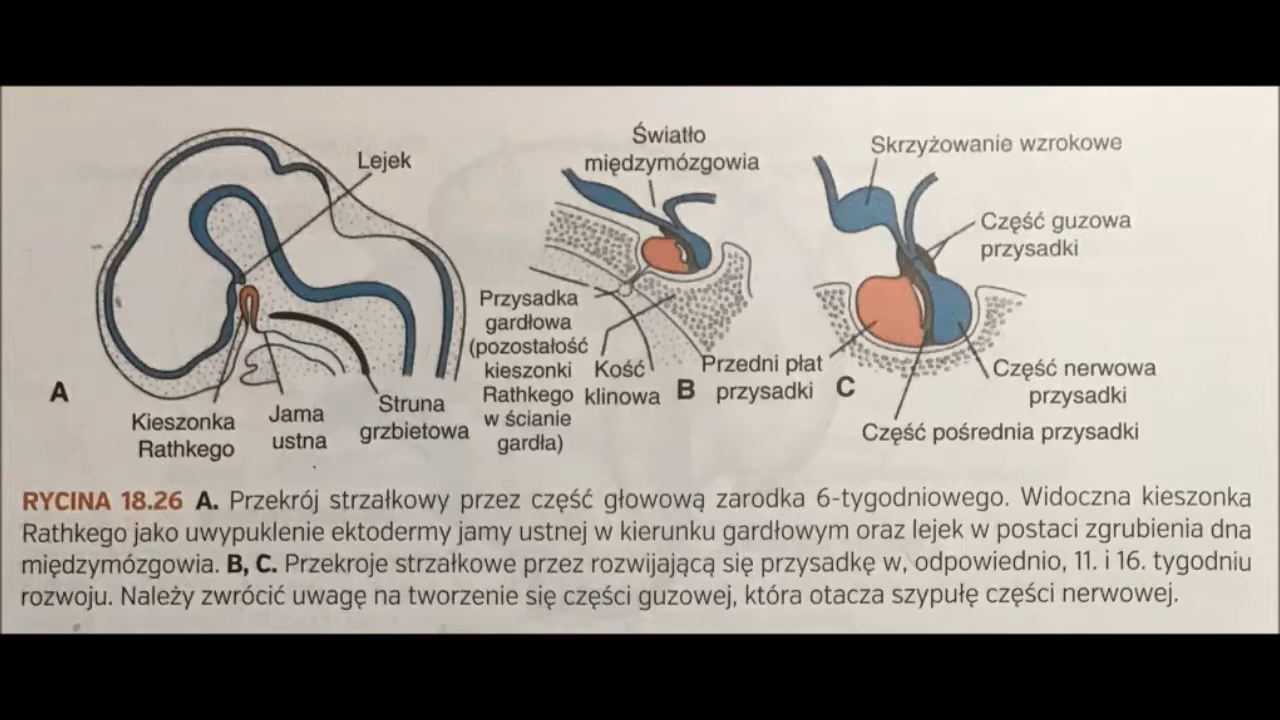 Lejek
A
Kieszonka
Rathkego
Jama
ustna
Struna
grzbietowa
Światło
międzymózgowia
Przysadka
gardłowa
(pozostałość
kieszonki
Rathkego
w ścianie
gardła)
Kość
klinowa
B
Skrzyżowanie wzrokowe
Część guzowa
przysadki
Przedni płat
przysadki
C
Część nerwowa
przysadki
Część pośrednia przysadki
RYCINA 18.26 A. Przekrój strzałkowy przez część głowową zarodka 6-tygodniowego. Widoczna kieszonka
Rathkego jako uwypuklenie ektodermy jamy ustnej w kierunku gardłowym oraz lejek w postaci zgrubienia dna
międzymózgowia. B, C. Przekroje strzałkowe przez rozwijającą się przysadkę w, odpowiednio, 11. i 16. tygodniu
rozwoju. Należy zwrócić uwagę na tworzenie się części guzowej, która otacza szypułę części nerwowej.